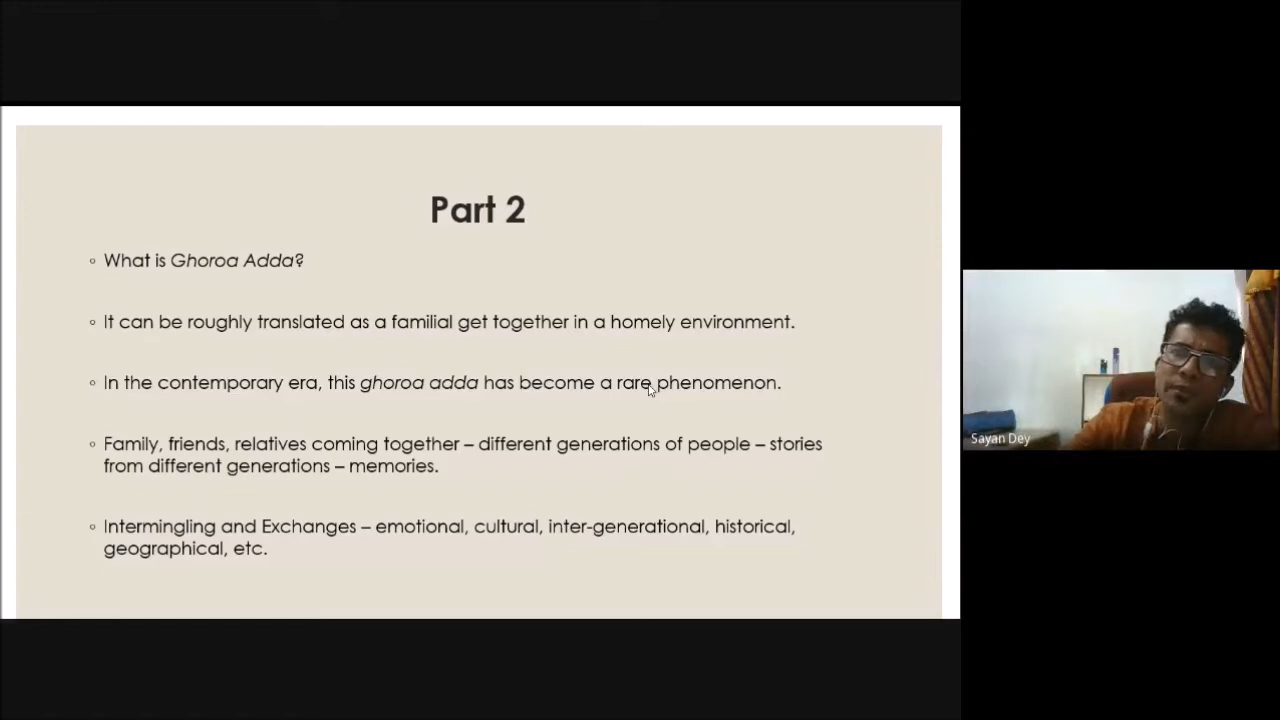 Part 2
◦ What is Ghoroa Adda?
◦ It can be roughly translated as a familial get together in a homely environment.
◦ In the contemporary era, this ghoroa adda has become a rare phenomenon.
◦ Family, friends, relatives coming together – different generations of people – stories
from different generations – memories.
◦ Intermingling and Exchanges – emotional, cultural, inter-generational, historical,
geographical, etc.
Sayan Dey